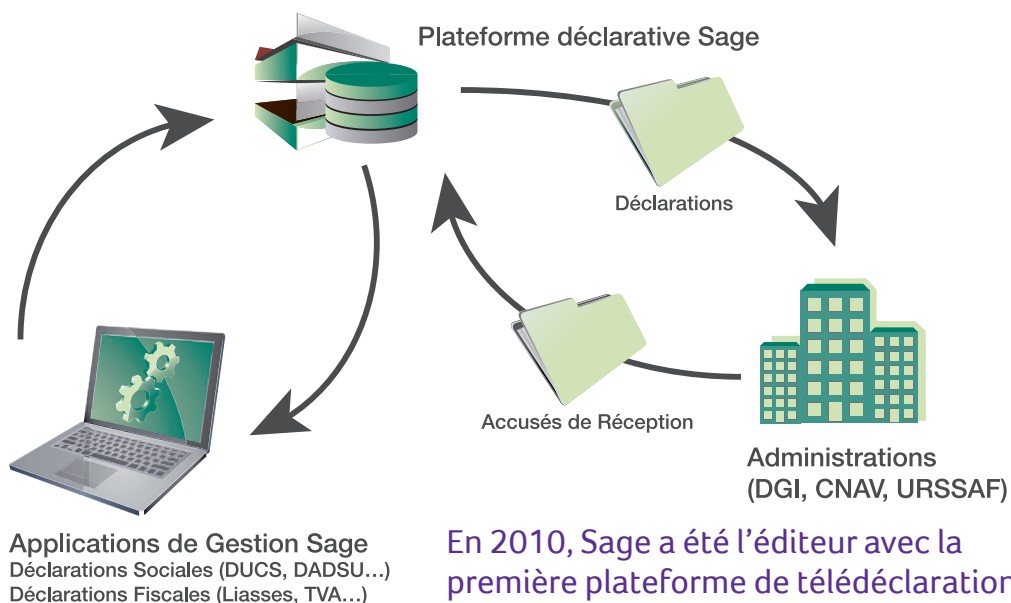 Plateforme déclarative Sage
Déclarations
Accusés de Réception
Administrations
(DGI, CNAV, URSSAF)
Applications de Gestion Sage
Déclarations Sociales (DUCS, DADSU…)
Déclarations Fiscales (Liasses, TVA…)
En 2010, Sage a été l’éditeur avec la
première plateforme de télédéclaration